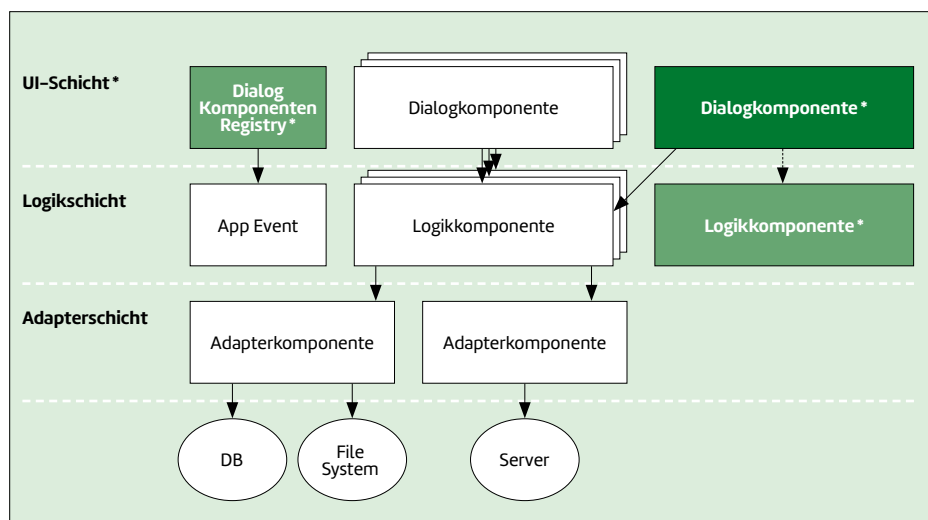 UI-Schicht*
Dialog
Komponenten
Registry*
Dialogkomponente
Dialogkomponente*
Logikschicht
App Event
Logikkomponente
Logikkomponente*
Adapterschicht
Adapterkomponente
Adapterkomponente
DB
File
System
Server